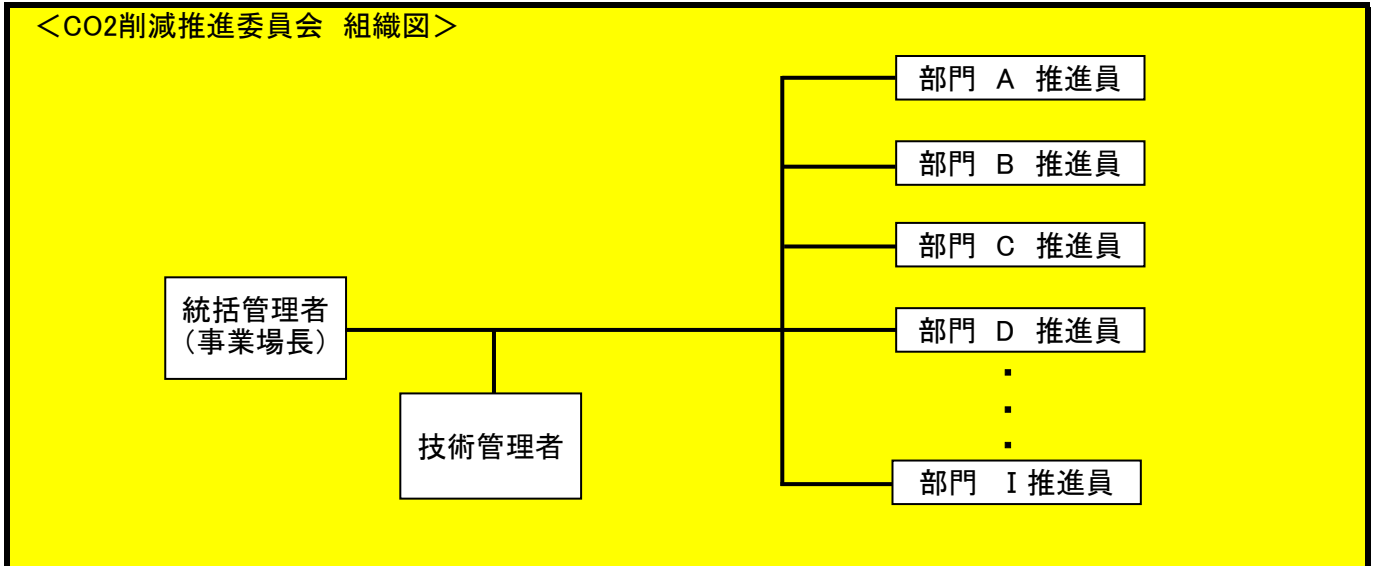 ＜CO2削減推進委員会　組織図＞
部門　A　推進員
部門　B　推進員
部門　C　推進員
統括管理者
（事業場長）
部門　D　推進員
・
・
・
技術管理者
部門　I 推進員